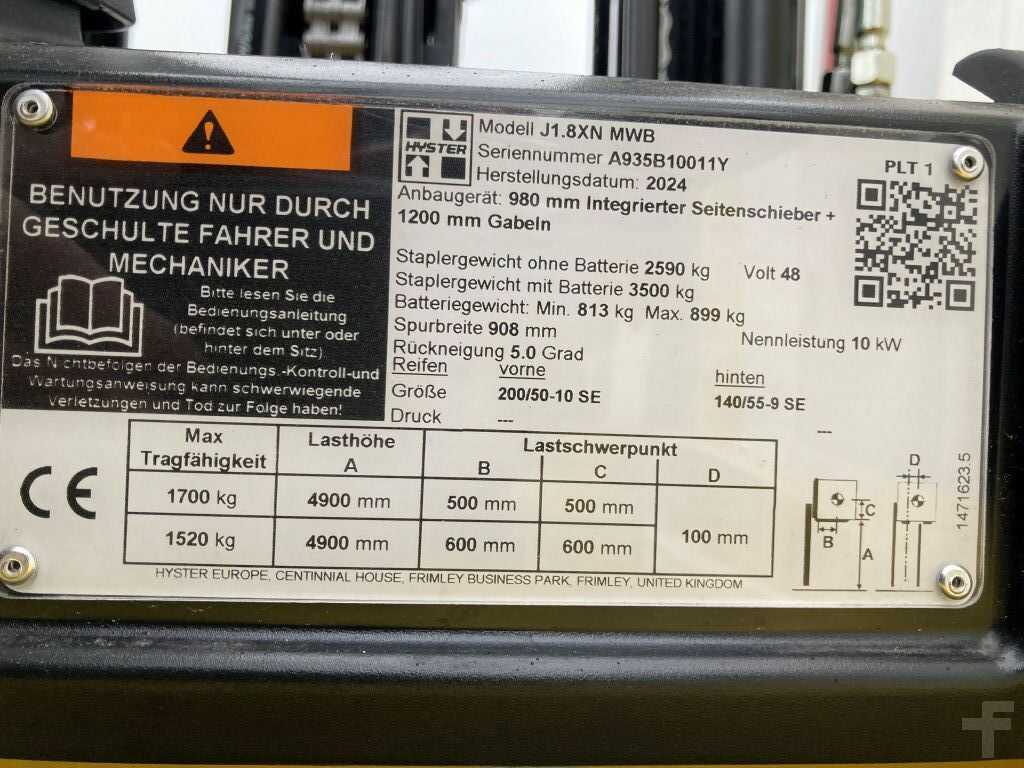 BENUTZUNG NUR DURCH
GESCHULTE FAHRER UND
MECHANIKER
Bitte lesen Sie die
Bedienungsanleitung
(befindet sich unter oder
hinter dem Sitz)
Das Nichtbefolgen der Bedienungs.-Kontroll-und
Wartungsanweisung kann schwerwiegende
Verletzungen und Tod zur Folge haben!
HYSTER
Modell J1.8XN MWB
Seriennummer A935B10011Y
Herstellungsdatum: 2024
Anbaugerät: 980 mm Integrierter Seitenschieber +
1200 mm Gabeln
PLT 1
Staplergewicht ohne Batterie 2590 kg Volt 48
Staplergewicht mit Batterie 3500 kg
Batteriegewicht: Min. 813 kg Max. 899 kg
Spurbreite 908 mm Nennleistung 10 kW
Rückneigung 5.0 Grad
Reifen vorne hinten
Größe 200/50-10 SE 140/55-9 SE
Druck --- ---
Max Tragfähigkeit Lasthöhe A Lastschwerpunkt
B C D
1700 kg 4900 mm 500 mm 500 mm
1520 kg 4900 mm 600 mm 600 mm 100 mm
CE
HYSTER EUROPE, CENTINNIAL HOUSE, FRIMLEY BUSINESS PARK, FRIMLEY, UNITED KINGDOM
D
C
B
A
14716235